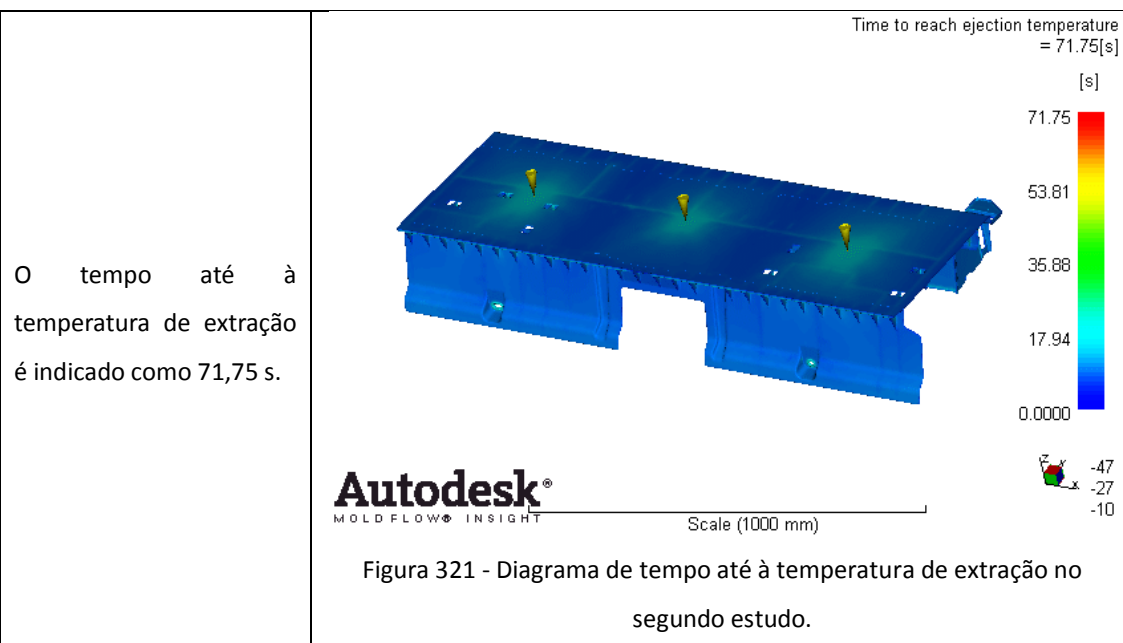 O tempo até à
temperatura de extração
é indicado como 71,75 s.
Time to reach ejection temperature
= 71.75[s]
[s]
71.75
53.81
35.88
17.94
0.0000
Z Y
X
-47
-27
-10
Autodesk®
MOLDFLOW® INSIGHT
Scale (1000 mm)
Figura 321 - Diagrama de tempo até à temperatura de extração no
segundo estudo.